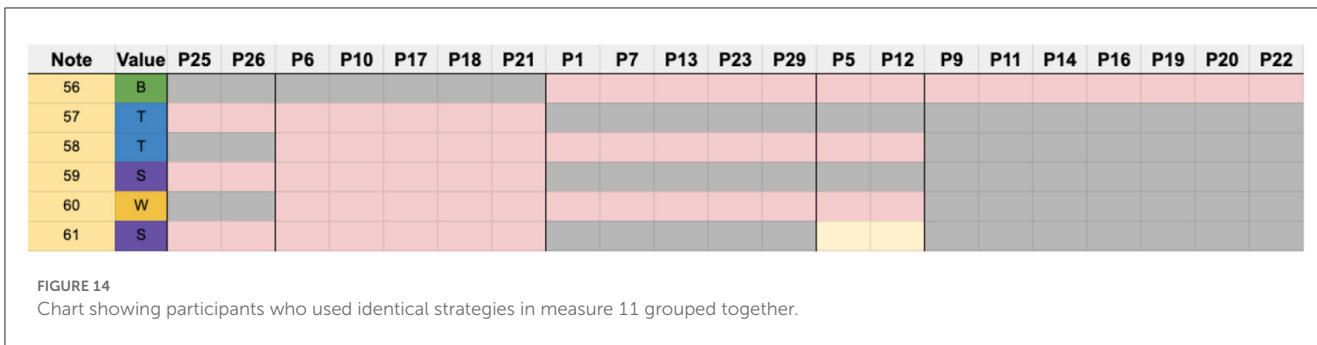 Note Value P25 P26 P6 P10 P17 P18 P21 P1 P7 P13 P23 P29 P5 P12 P9 P11 P14 P16 P19 P20 P22
56 B
57 T
58 T
59 S
60 W
61 S
FIGURE 14
Chart showing participants who used identical strategies in measure 11 grouped together.